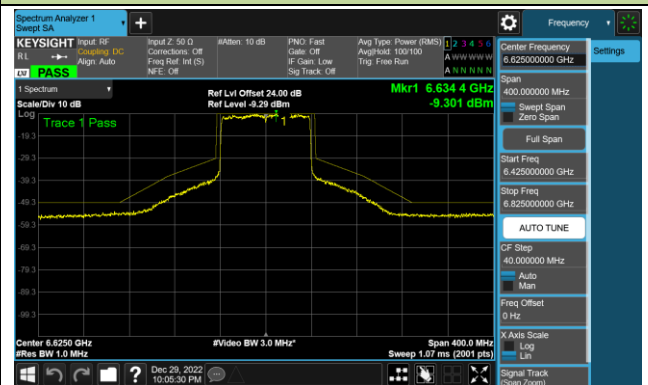 Spectrum Analyzer 1
Swept SA
Frequency
KEYSIGHT
Input: RF
Input Z: 50 Ω
#Atten: 10 dB
PNO: Fast
Avg Type: Power (RMS)
1 2 3 4 5 6
RL
Coupling: DC
Corrections: Off
Gate: Off
Avg|Hold: 100/100
Align: Auto
Freq Ref: Int (S)
IF Gain: Low
Trig: Free Run
A W W W W W
LXI
PASS
NFE: Off
Sig Track: Off
A N N N N N
1 Spectrum
Ref Lvl Offset 24.00 dB
Mkr1 6.634 4 GHz
Scale/Div 10 dB
Ref Level -9.29 dBm
-9.301 dBm
Log
Trace 1 Pass
1
-19.3
-29.3
-39.3
-49.3
-59.3
-69.3
-79.3
-89.3
-99.3
Center 6.6250 GHz
#Video BW 3.0 MHz*
Span 400.0 MHz
#Res BW 1.0 MHz
Sweep 1.07 ms (2001 pts)
Dec 29, 2022
10:05:30 PM
Center Frequency
6.625000000 GHz
Settings
Span
400.000000 MHz
Swept Span
Zero Span
Full Span
Start Freq
6.425000000 GHz
Stop Freq
6.825000000 GHz
AUTO TUNE
CF Step
40.000000 MHz
Auto
Man
Freq Offset
0 Hz
X Axis Scale
Log
Lin
Signal Track
(Span Zoom)